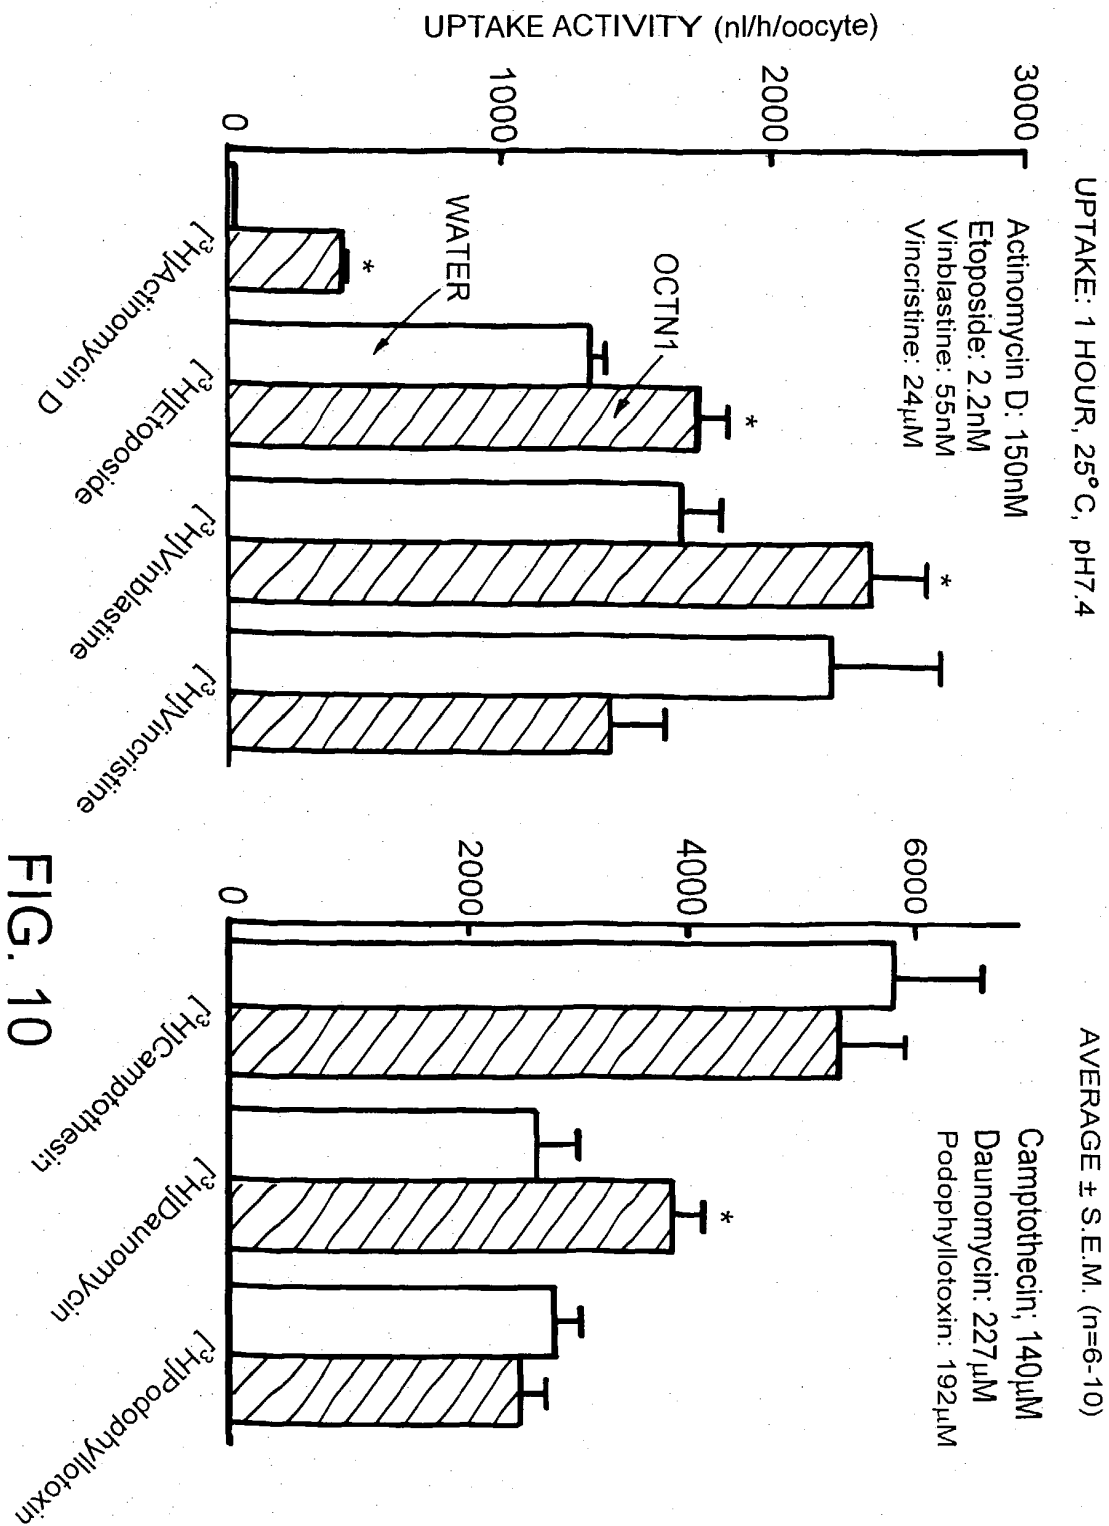 UPTAKE: 1 HOUR, 25°C, pH7.4
AVERAGE ± S.E.M. (n=6-10)
Actinomycin D: 150nM
Etoposide: 2.2nM
Vinblastine: 55nM
Vincristine: 24µM
Camptothecin; 140µM
Daunomycin: 227µM
Podophyllotoxin: 192µM
UPTAKE ACTIVITY (nl/h/oocyte)
3000
2000
1000
0
OCTN1
WATER
*
*
*
[³H]Actinomycin D
[³H]Etoposide
[³H]Vinblastine
[³H]Vincristine
6000
4000
2000
0
*
[³H]Camptothesin
[³H]Daunomycin
[³H]Podophyllotoxin
FIG. 10